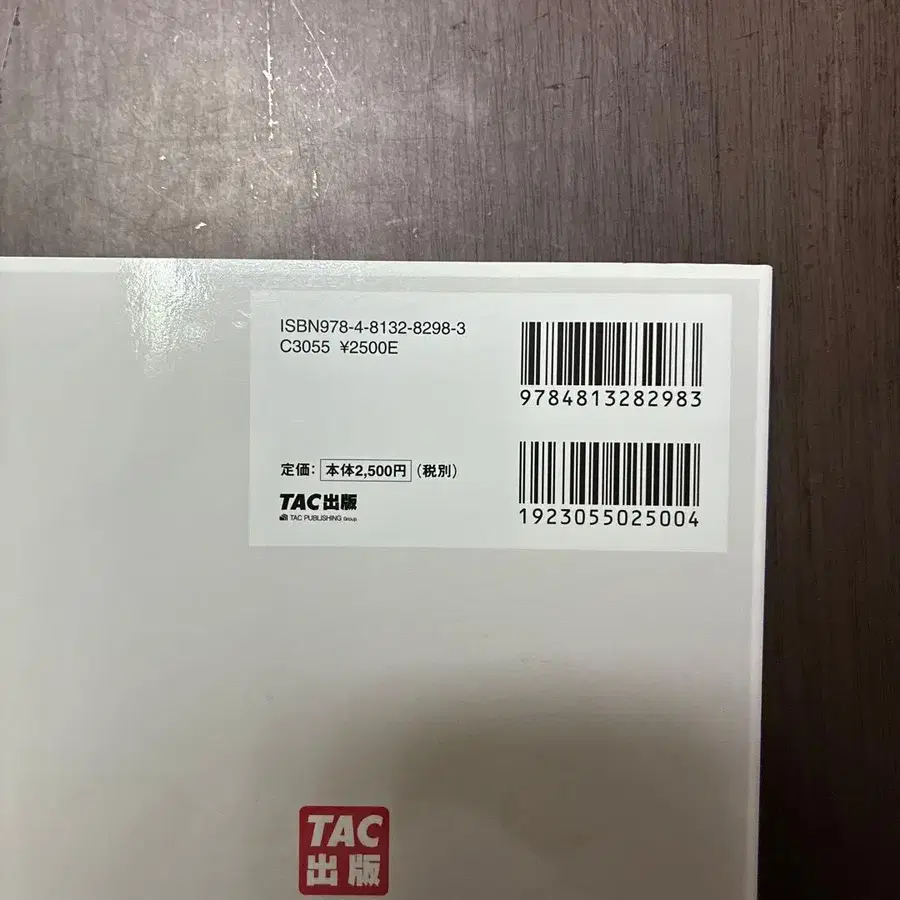 ISBN978-4-8132-8298-3
C3055 ¥2500E
9784813282983
定価: 本体2,500円 (税別)
TAC出版
TAC PUBLISHING Group
1923055025004
TAC
出版